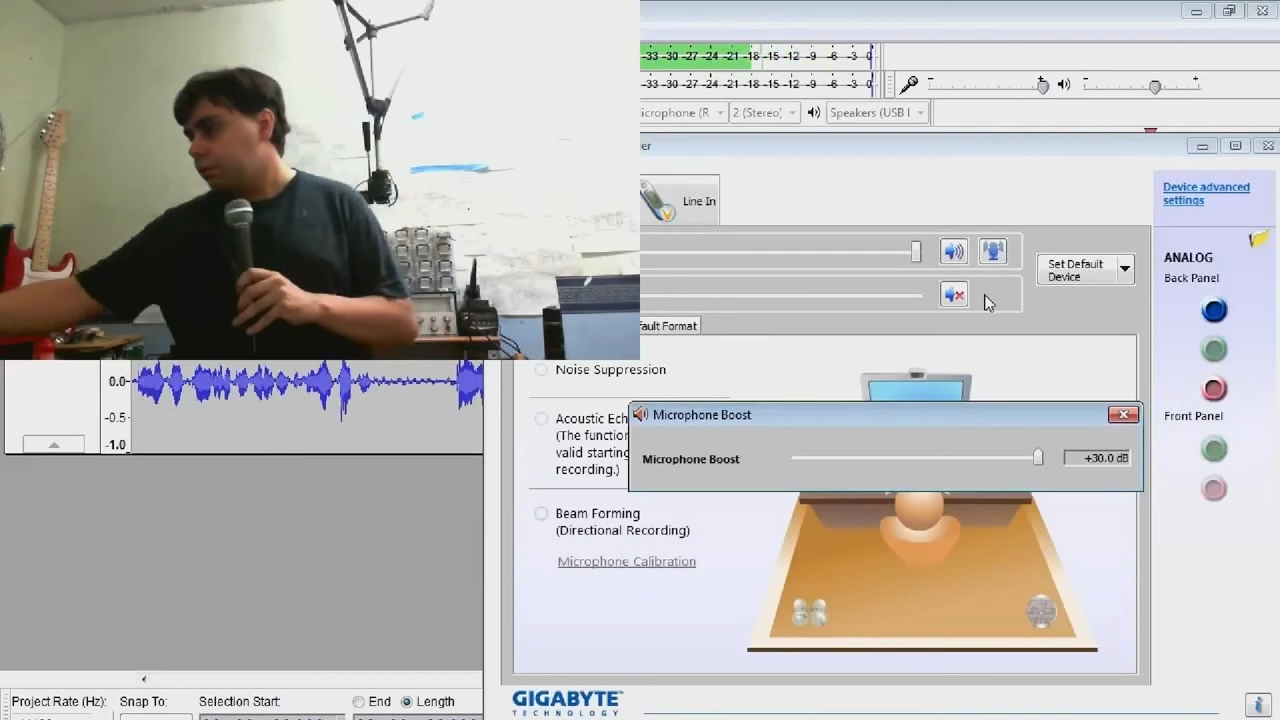 -33 -30 -27 -24 -21 -18 -15 -12 -9 -6 -3 0
-33 -30 -27 -24 -21 -18 -15 -12 -9 -6 -3 0
- +
- +
icrophone (R
2 (Stereo)
Speakers (USB
er
Line In
Device advanced
settings
Set Default
Device
ANALOG
Back Panel
Front Panel
fault Format
Noise Suppression
Acoustic Ech
(The function
valid starting
recording.)
Microphone Boost
Microphone Boost
+30.0 dB
Beam Forming
(Directional Recording)
Microphone Calibration
0.0
-0.5
-1.0
Project Rate (Hz):
Snap To:
Selection Start:
End
Length
GIGABYTE™
TECHNOLOGY